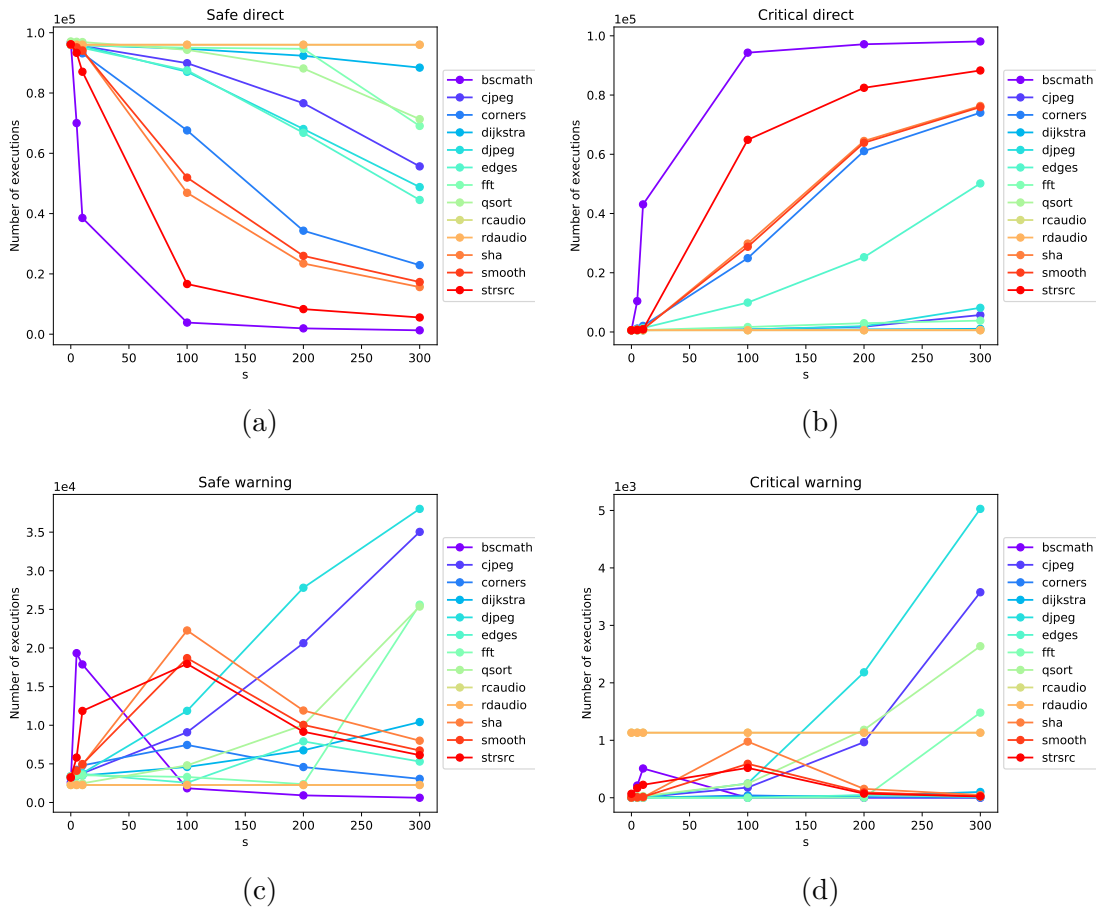 Safe direct
1e5
Number of executions
1.0
0.8
0.6
0.4
0.2
0.0
0 50 100 150 200 250 300
s
bscmath
cjpeg
corners
dijkstra
djpeg
edges
fft
qsort
rcaudio
rdaudio
sha
smooth
strsrc
(a)
Critical direct
1e5
Number of executions
1.0
0.8
0.6
0.4
0.2
0.0
0 50 100 150 200 250 300
s
bscmath
cjpeg
corners
dijkstra
djpeg
edges
fft
qsort
rcaudio
rdaudio
sha
smooth
strsrc
(b)
Safe warning
1e4
Number of executions
3.5
3.0
2.5
2.0
1.5
1.0
0.5
0.0
0 50 100 150 200 250 300
s
bscmath
cjpeg
corners
dijkstra
djpeg
edges
fft
qsort
rcaudio
rdaudio
sha
smooth
strsrc
(c)
Critical warning
1e3
Number of executions
5
4
3
2
1
0
0 50 100 150 200 250 300
s
bscmath
cjpeg
corners
dijkstra
djpeg
edges
fft
qsort
rcaudio
rdaudio
sha
smooth
strsrc
(d)